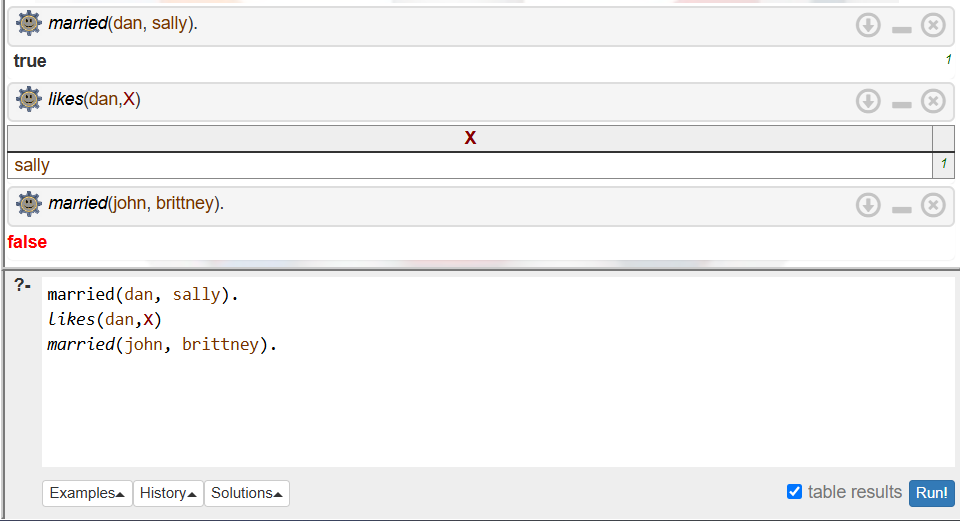 married(dan, sally).
true
1
likes(dan,X)
X
sally
1
married(john, brittney).
false
?-
married(dan, sally).
likes(dan,X)
married(john, brittney).
Examples▴ History▴ Solutions▴ table results Run!